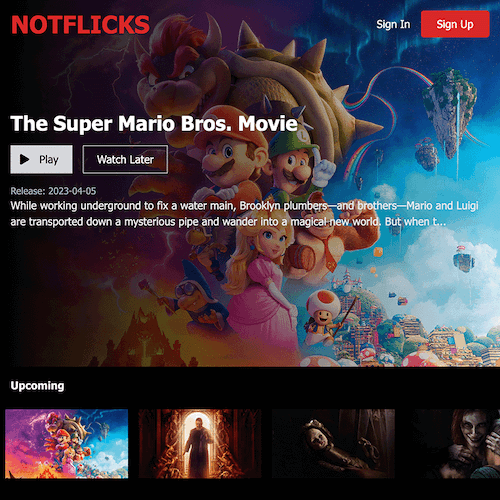 NOTFLICKS
Sign In
Sign Up
The Super Mario Bros. Movie
Play
Watch Later
Release: 2023-04-05
While working underground to fix a water main, Brooklyn plumbers—and brothers—Mario and Luigi
are transported down a mysterious pipe and wander into a magical new world. But when t...
Upcoming